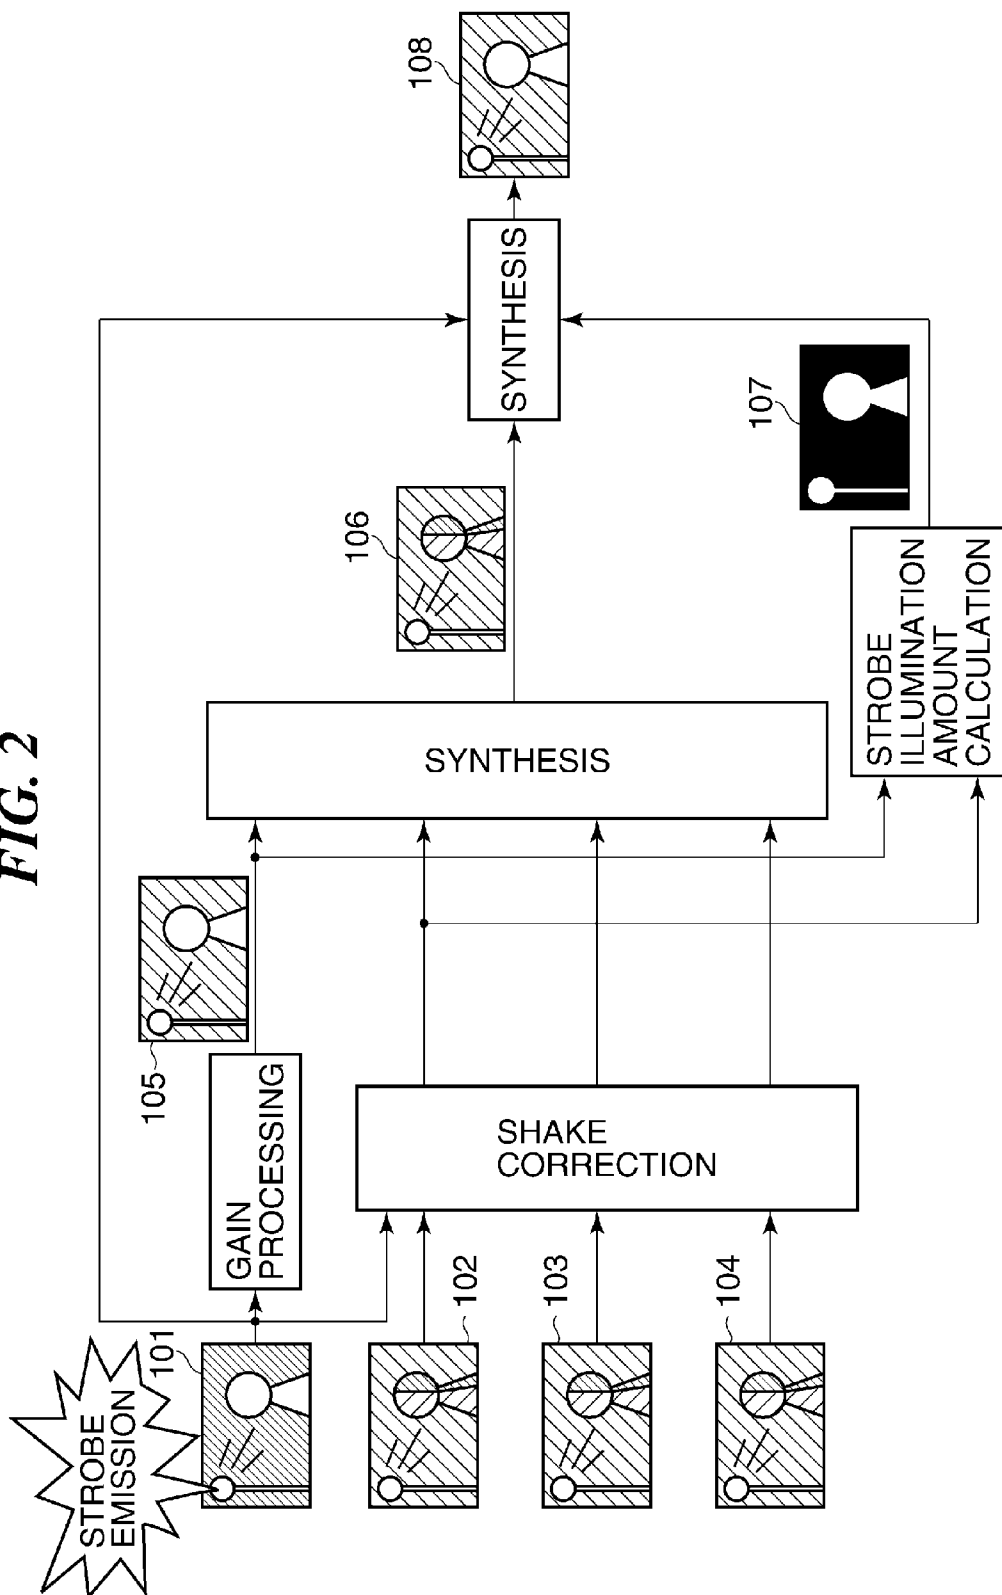 FIG. 2
STROBE
EMISSION
101
102
103
104
GAIN
PROCESSING
SHAKE
CORRECTION
105
SYNTHESIS
106
STROBE
ILLUMINATION
AMOUNT
CALCULATION
107
SYNTHESIS
108